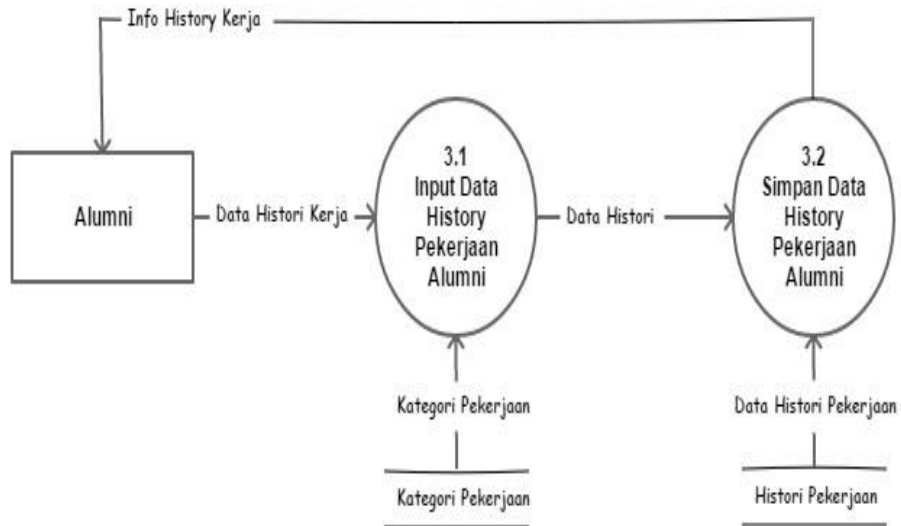 Info History Kerja
Alumni
Data Histori Kerja
3.1
Input Data
History
Pekerjaan
Alumni
Data Histori
3.2
Simpan Data
History
Pekerjaan
Alumni
Kategori Pekerjaan
Data Histori Pekerjaan
Kategori Pekerjaan
Histori Pekerjaan